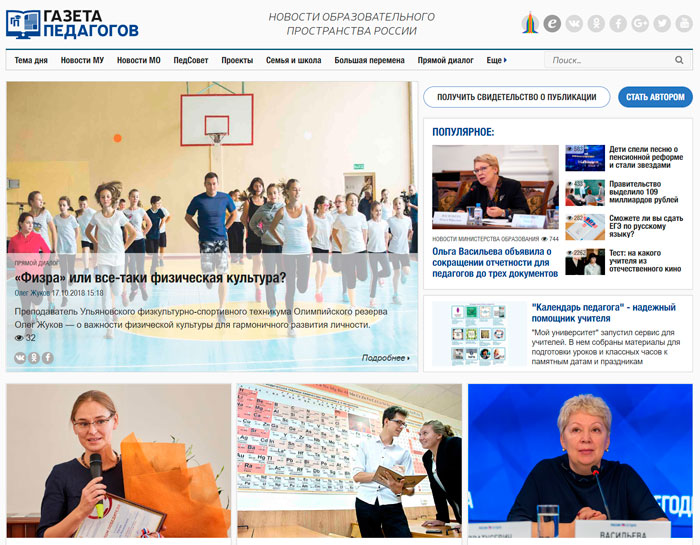 ГАЗЕТА
ПЕДАГОГОВ
НОВОСТИ ОБРАЗОВАТЕЛЬНОГО
ПРОСТРАНСТВА РОССИИ
Тема дня Новости МУ Новости МО ПедСовет Проекты Семья и школа Большая перемена Прямой диалог Еще
Поиск...
ПРЯМОЙ ДИАЛОГ
«Физра» или все-таки физическая культура?
Олег Жуков 17.10.2018 15:18
Преподаватель Ульяновского физкультурно-спортивного техникума Олимпийского резерва
Олег Жуков — о важности физической культуры для гармоничного развития личности.
32
Подробнее
ПОЛУЧИТЬ СВИДЕТЕЛЬСТВО О ПУБЛИКАЦИИ
СТАТЬ АВТОРОМ
ПОПУЛЯРНОЕ:
НОВОСТИ МИНИСТЕРСТВА ОБРАЗОВАНИЯ 744
Ольга Васильева объявила о
сокращении отчетности для
педагогов до трех документов
Дети спели песню о
пенсионной реформе
и стали звездами
433
Правительство
выделило 109
миллиардов рублей
282
Сможете ли вы сдать
ЕГЭ по русскому
языку?
2262
Тест: на какого
учителя из
отечественного кино
"Календарь педагога" - надежный
помощник учителя
"Мой университет" запустил сервис для
учителей. В нем собраны материалы для
подготовки уроков и классных часов к
памятным датам и праздникам
ВАСИЛЬЕВА